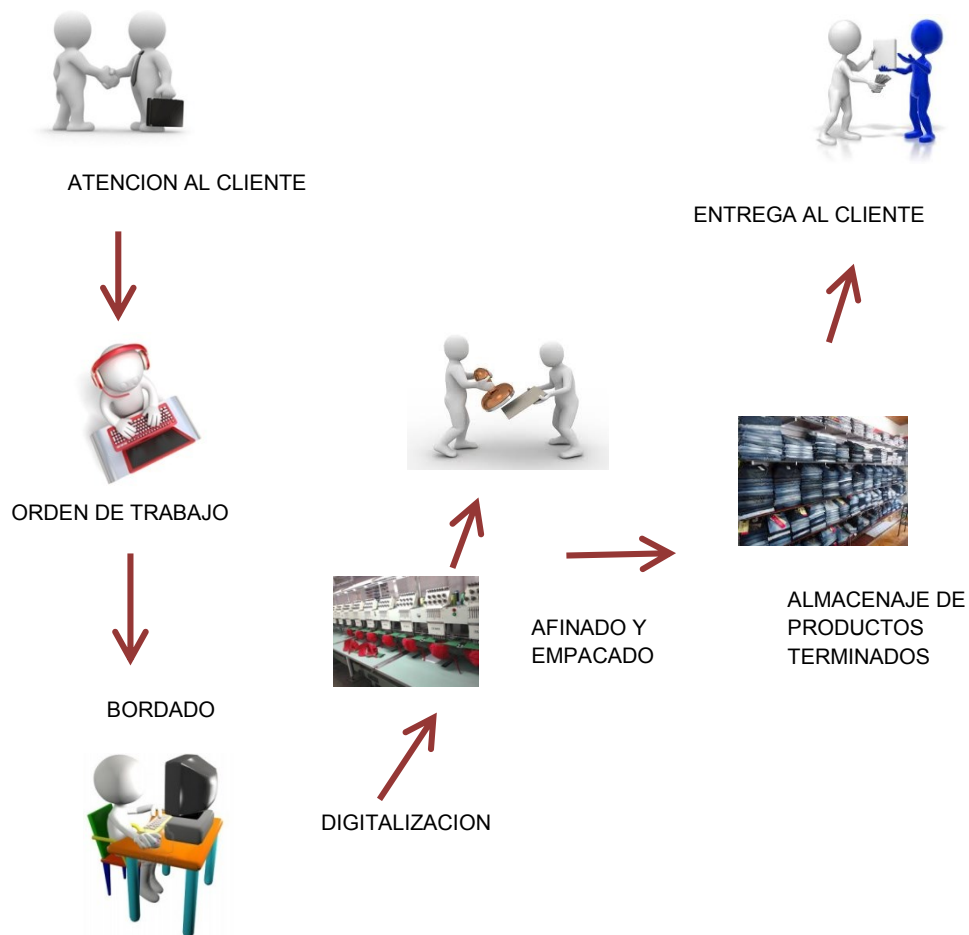 ATENCION AL CLIENTE
ENTREGA AL CLIENTE
ORDEN DE TRABAJO
AFINADO Y
EMPACADO
ALMACENAJE DE
PRODUCTOS
TERMINADOS
BORDADO
DIGITALIZACION